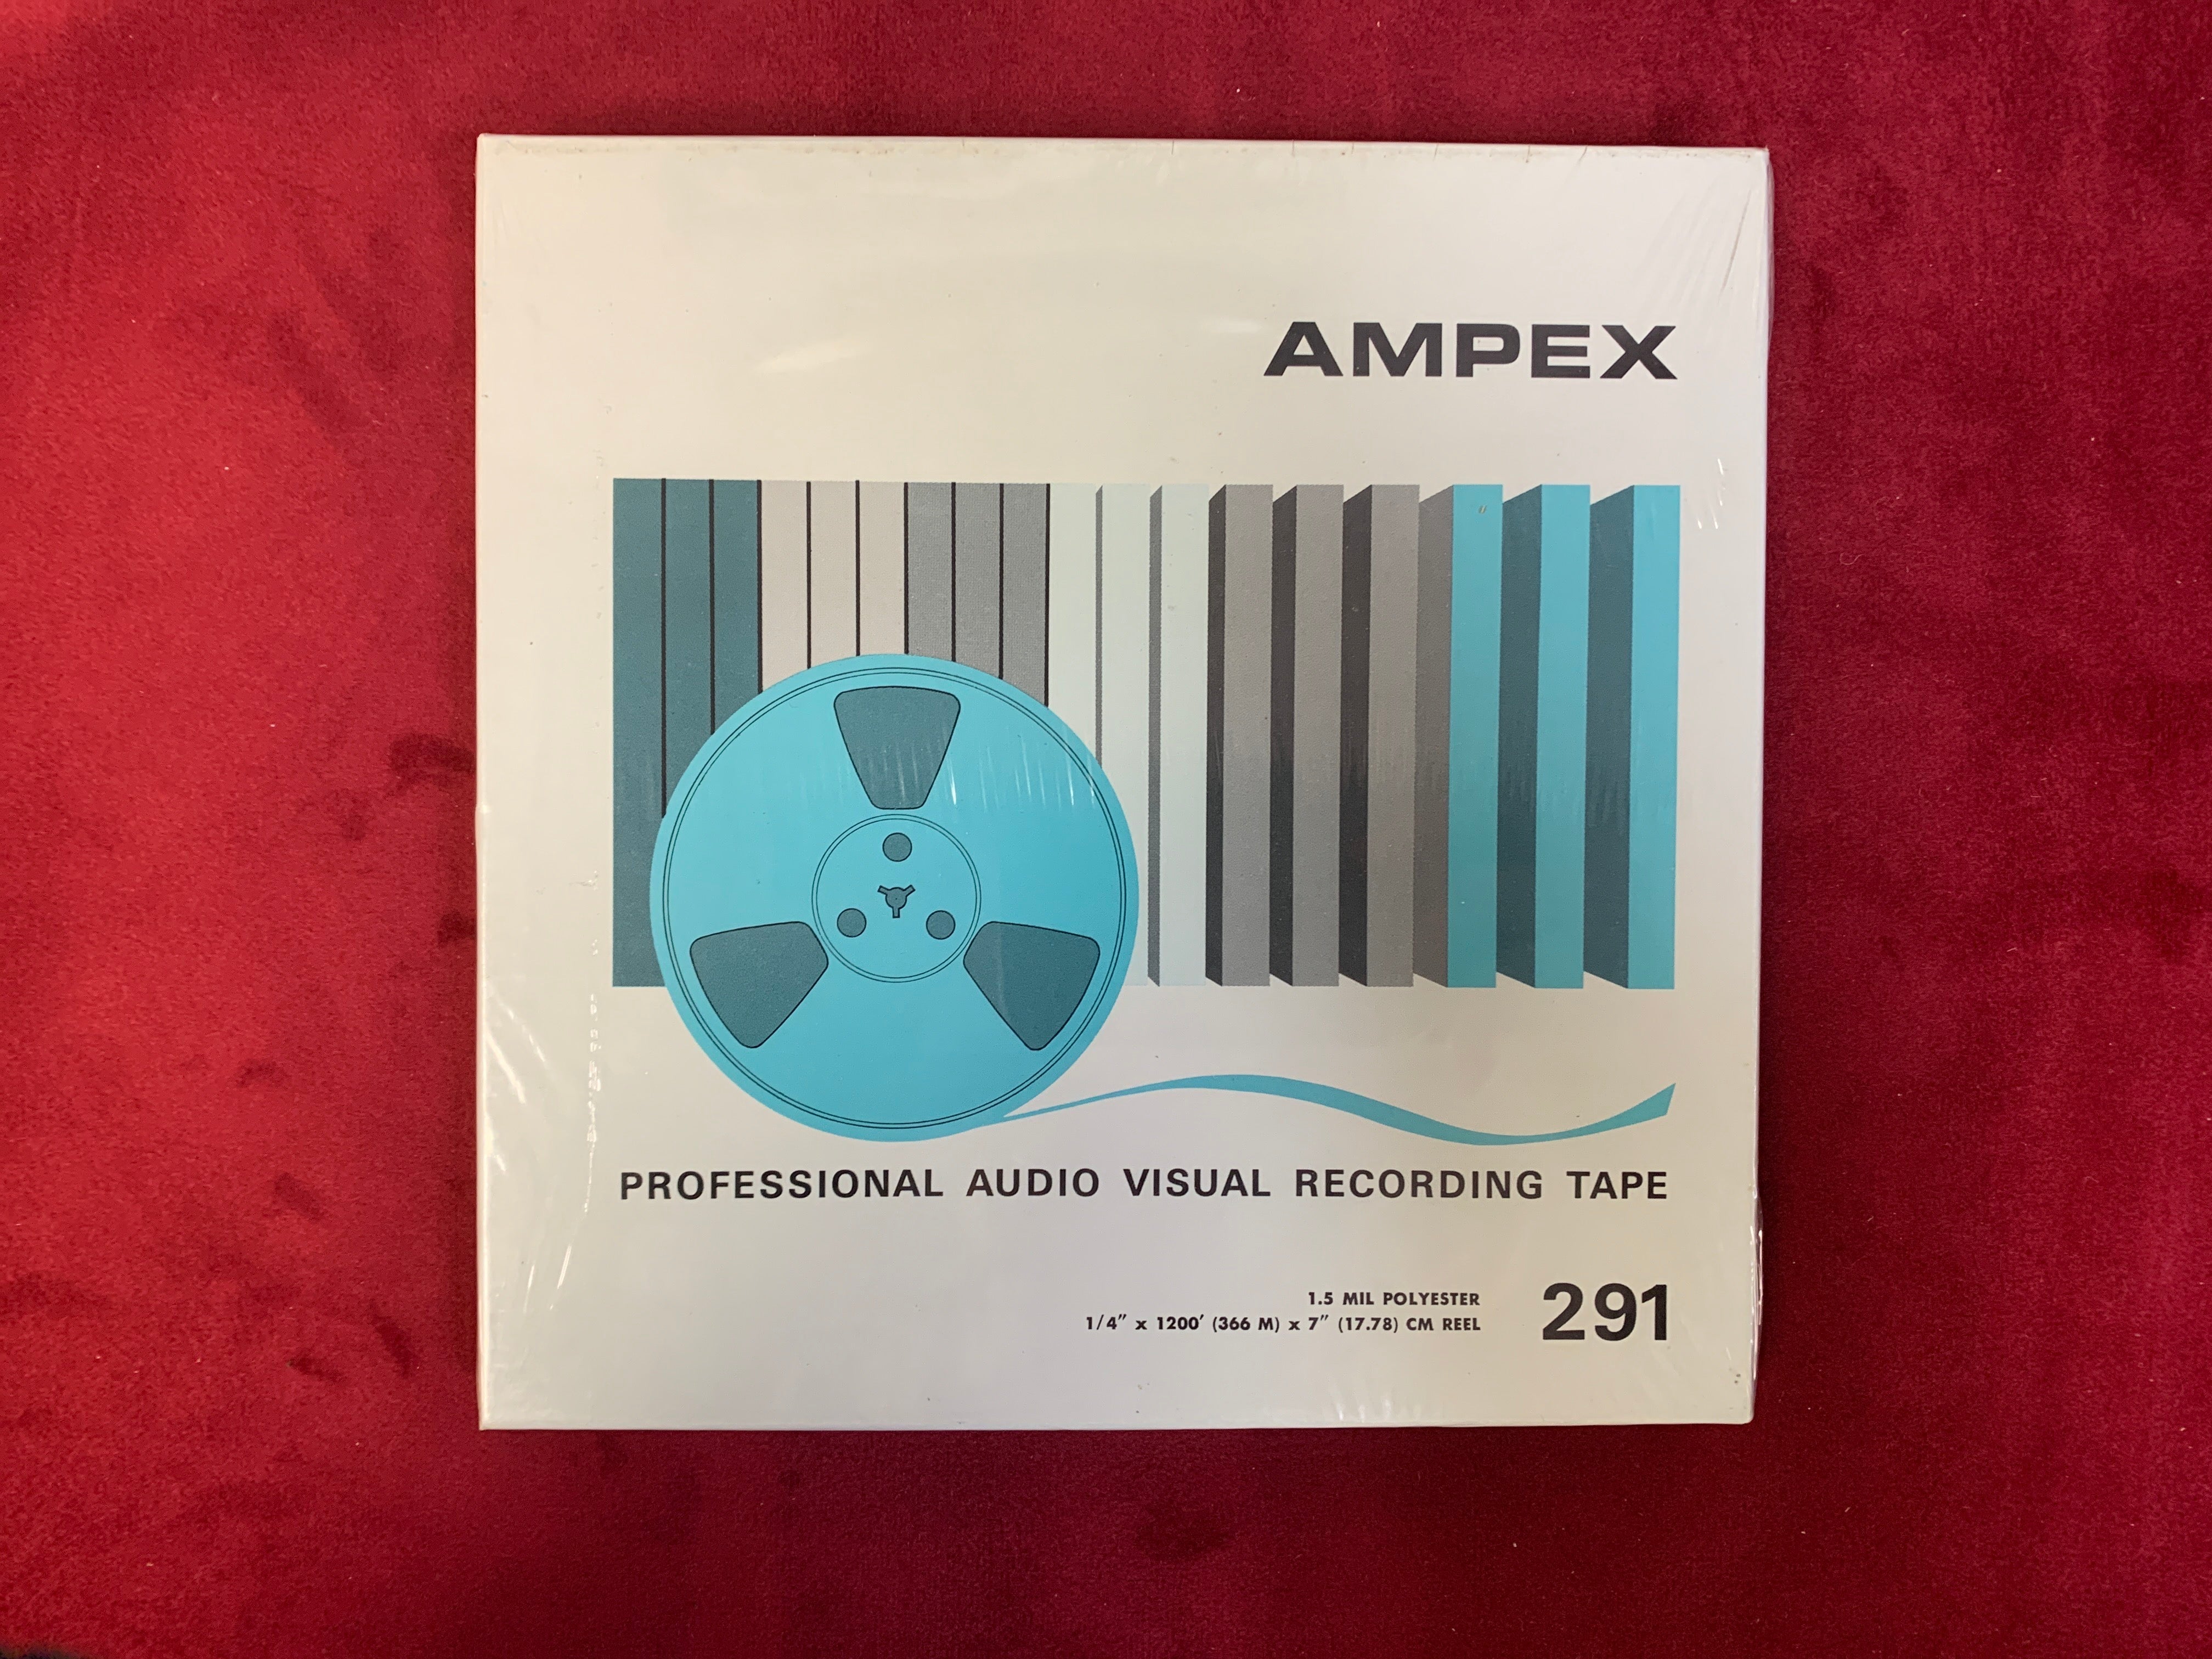 AMPEX
PROFESSIONAL AUDIO VISUAL RECORDING TAPE
1.5 MIL POLYESTER
1/4″ x 1200′ (366 M) x 7″ (17.78) CM REEL
291